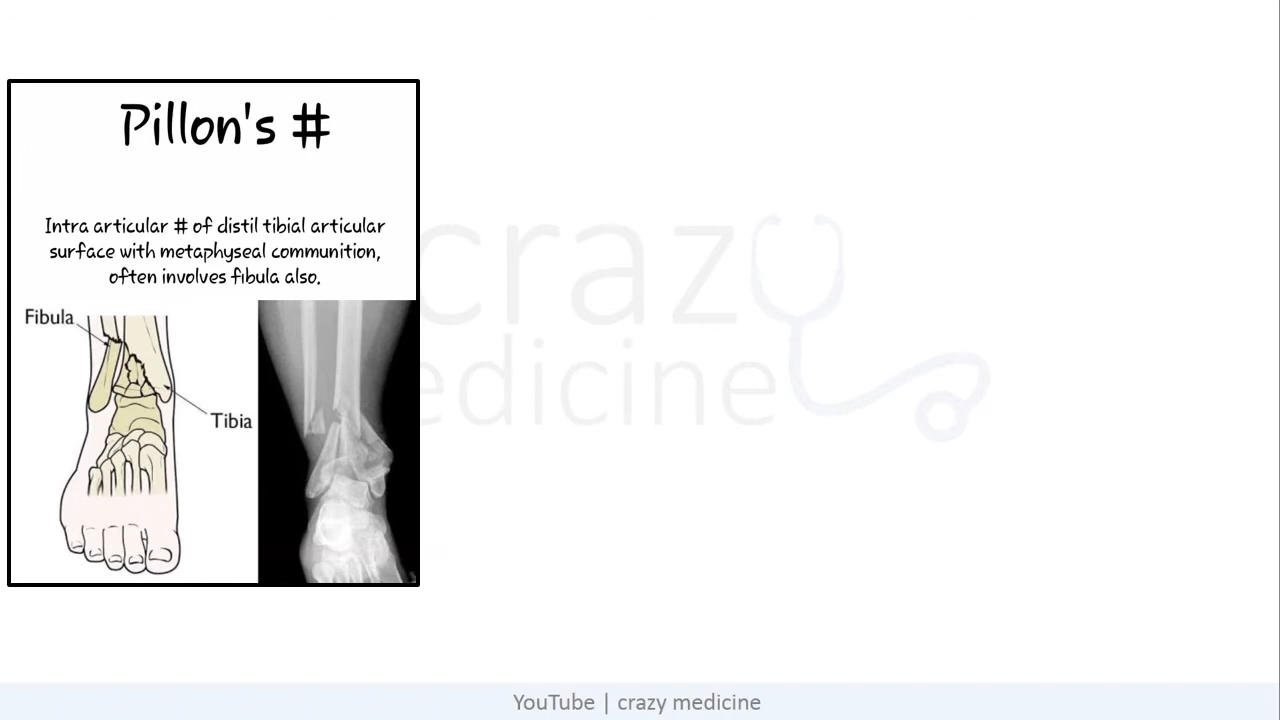 Pillon's #
Intra articular # of distil tibial articular
surface with metaphyseal communition,
often involves fibula also.
Fibula
Tibia
crazy
medicine
YouTube | crazy medicine